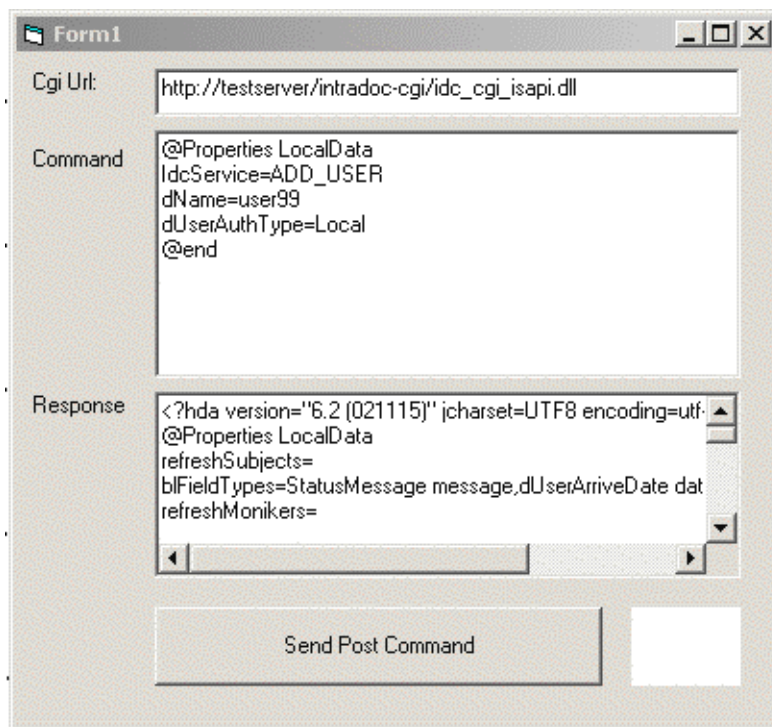 Form1
Cgi Url:
http://testserver/intradoc-cgi/idc_cgi_isapi.dll
Command
@Properties LocalData
IdcService=ADD_USER
dName=user99
dUserAuthType=Local
@end
Response
<?hda version="6.2 (021115)" jcharset=UTF8 encoding=utf-
@Properties LocalData
refreshSubjects=
blFieldTypes=StatusMessage message,dUserArriveDate dat
refreshMonikers=
Send Post Command